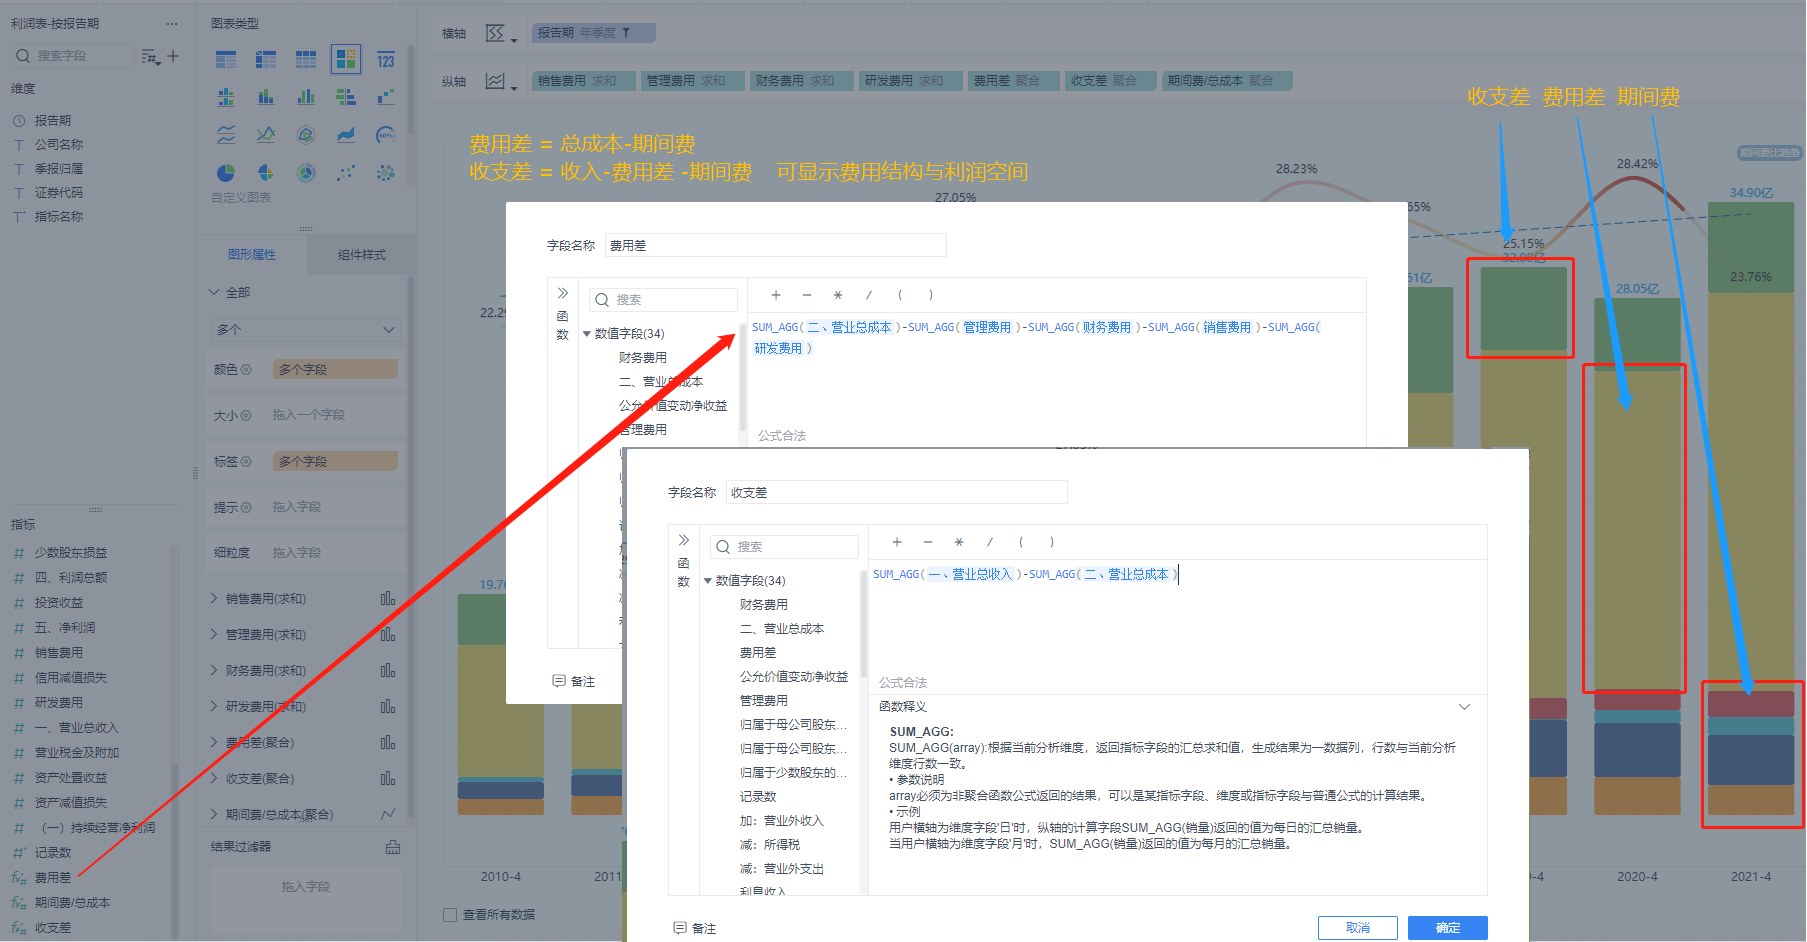 利润表-按报告期
搜索字段
维度
报告期
公司名称
季报归属
证券代码
指标名称
指标
少数股东损益
四、利润总额
投资收益
五、净利润
销售费用
信用减值损失
研发费用
一、营业总收入
营业税金及附加
资产处置收益
资产减值损失
（一）持续经营净利润
记录数
费用差
期间费/总成本
收支差
图表类型
123
自定义图表
图形属性
组件样式
全部
多个
颜色 多个字段
大小 拖入一个字段
标签 多个字段
提示 拖入字段
细粒度 拖入字段
销售费用(求和)
管理费用(求和)
财务费用(求和)
研发费用(求和)
费用差(聚合)
收支差(聚合)
期间费/总成本(聚合)
结果过滤器
拖入字段
横轴 报告期 年季度
纵轴 销售费用 求和 管理费用 求和 财务费用 求和 研发费用 求和 费用差 聚合 收支差 聚合 期间费/总成本 聚合
费用差 = 总成本-期间费
收支差 = 收入-费用差 -期间费 可显示费用结构与利润空间
收支差 费用差 期间费
期间费比趋势
27.05%
28.23%
28.42%
34.90亿
25.15%
28.05亿
23.76%
字段名称 费用差
函数
搜索
+ − * / ( )
数值字段(34)
财务费用
二、营业总成本
公允价值变动净收益
管理费用
SUM_AGG(二、营业总成本)-SUM_AGG(管理费用)-SUM_AGG(财务费用)-SUM_AGG(销售费用)-SUM_AGG(
研发费用)
公式合法
备注
字段名称 收支差
函数
搜索
+ − * / ( )
数值字段(34)
财务费用
二、营业总成本
费用差
公允价值变动净收益
管理费用
归属于母公司股东...
归属于母公司股东...
归属于少数股东的...
记录数
加：营业外收入
减：所得税
减：营业外支出
利息收入
SUM_AGG(一、营业总收入)-SUM_AGG(二、营业总成本)
公式合法
函数释义
SUM_AGG:
SUM_AGG(array):根据当前分析维度，返回指标字段的汇总求和值，生成结果为一数据列，行数与当前分析
维度行数一致。
• 参数说明
array必须为非聚合函数公式返回的结果，可以是某指标字段、维度或指标字段与普通公式的计算结果。
• 示例
用户横轴为维度字段'日'时，纵轴的计算字段SUM_AGG(销量)返回的值为每日的汇总销量。
当用户横轴为维度字段'月'时，SUM_AGG(销量)返回的值为每月的汇总销量。
备注
取消
确定
2010-4
2020-4
2021-4
查看所有数据